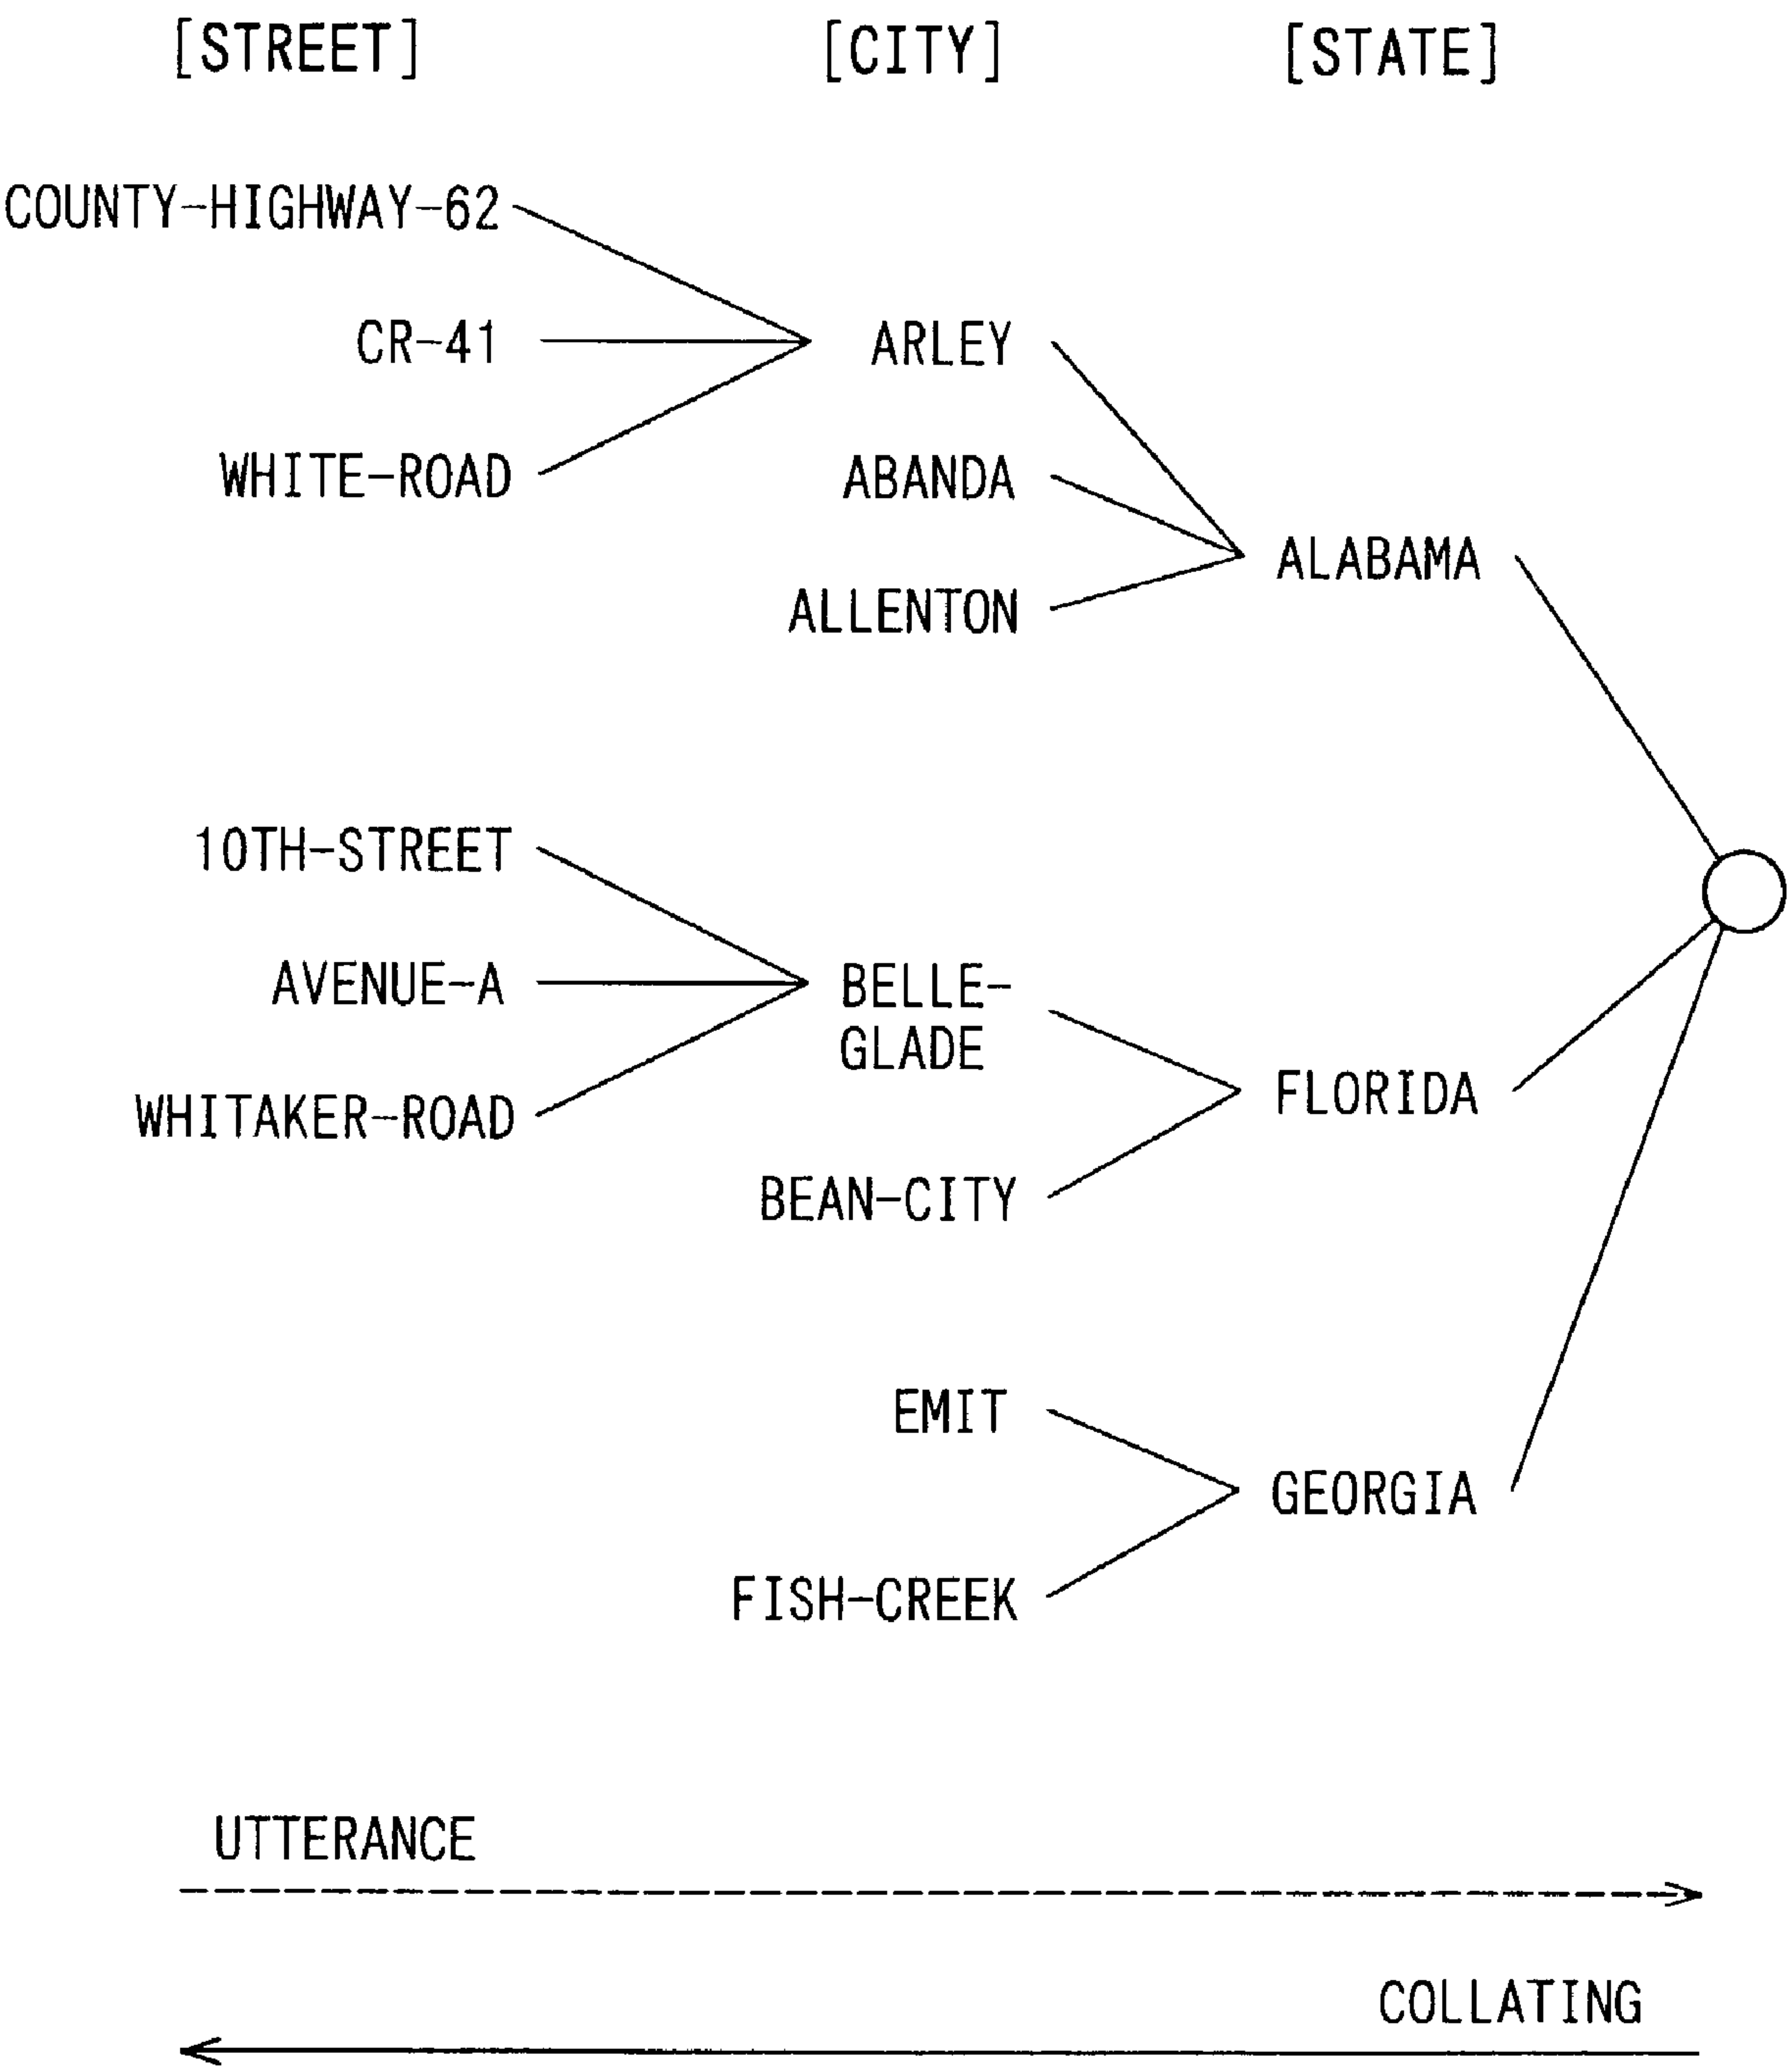 [STREET] [CITY] [STATE]
COUNTY-HIGHWAY-62
CR-41 ARLEY
WHITE-ROAD ABANDA
ALABAMA
ALLENTON
10TH-STREET
AVENUE-A BELLE-
GLADE
FLORIDA
WHITAKER-ROAD
BEAN-CITY
EMIT
GEORGIA
FISH-CREEK
UTTERANCE
COLLATING